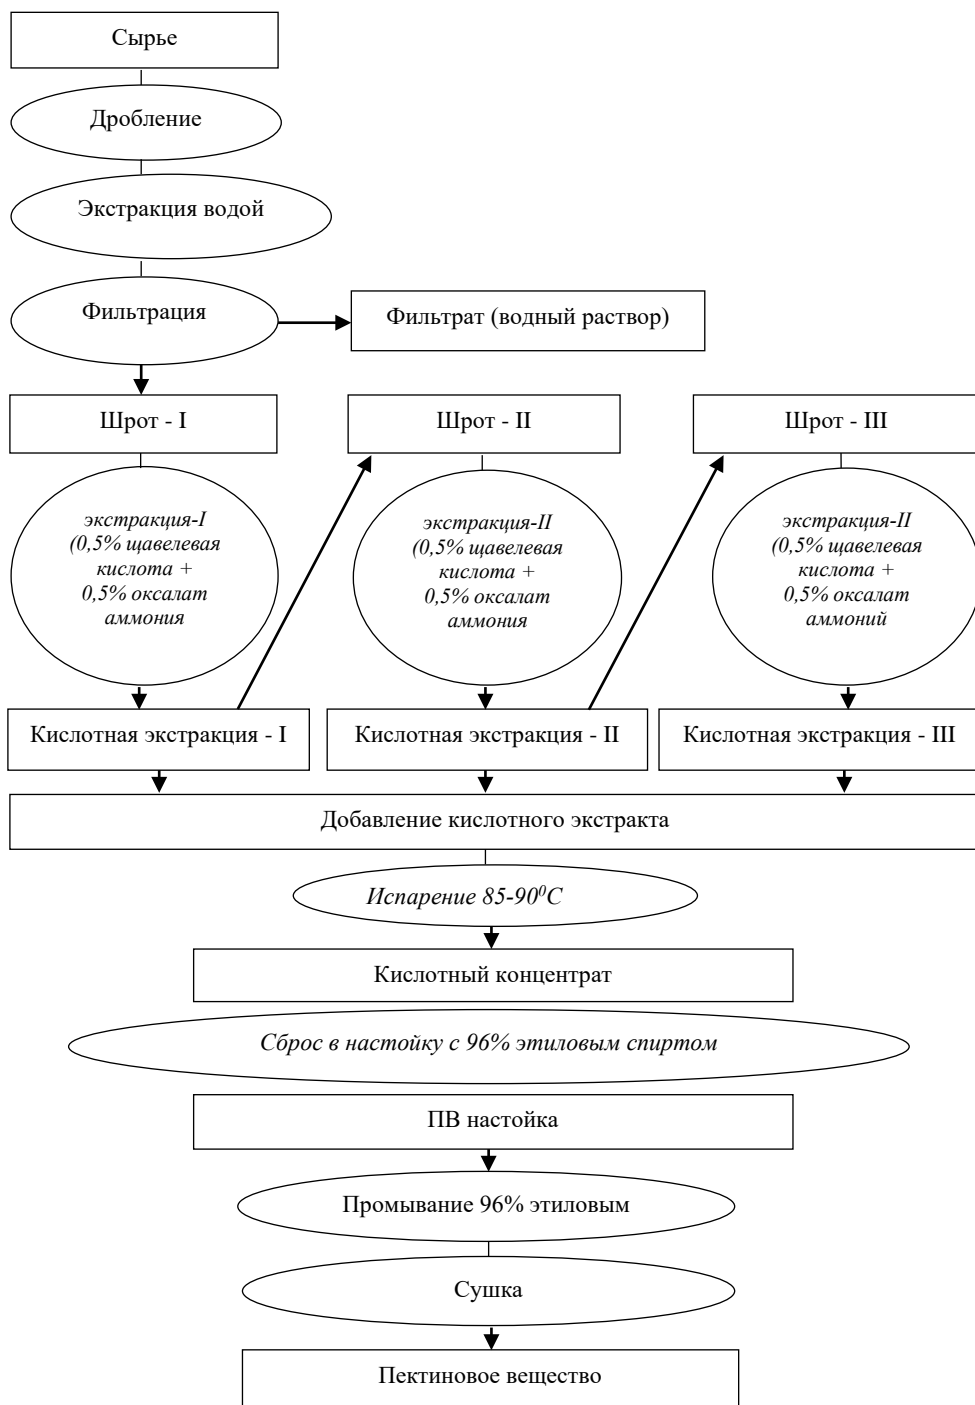 Сырье
Дробление
Экстракция водой
Фильтрация
Фильтрат (водный раствор)
Шрот - I
Шрот - II
Шрот - III
экстракция-I
(0,5% щавелевая
кислота +
0,5% оксалат
аммония
экстракция-II
(0,5% щавелевая
кислота +
0,5% оксалат
аммония
экстракция-II
(0,5% щавелевая
кислота +
0,5% оксалат
аммоний
Кислотная экстракция - I
Кислотная экстракция - II
Кислотная экстракция - III
Добавление кислотного экстракта
Испарение 85-90⁰С
Кислотный концентрат
Сброс в настойку с 96% этиловым спиртом
ПВ настойка
Промывание 96% этиловым
Сушка
Пектиновое вещество